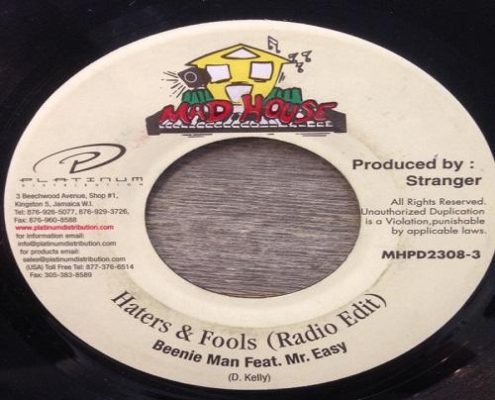 MAD HOUSE
PLATINUM
DISTRIBUTION
3 Beechwood Avenue, Shop #1,
Kingston 5, Jamaica W.I.
Tel: 876-926-5077, 876-929-3726,
Fax: 876-960-8588
www.platinumdistribution.com
for information email:
info@platinumdistribution.com
for products email:
sales@platinumdistribution.com
(USA) Toll Free Tel: 877-376-6514
Fax: 305-383-8589
Produced by :
Stranger
All Rights Reserved.
Unauthorized Duplication
is a Violation,punishable
by applicable laws.
MHPD2308-3
Haters & Fools (Radio Edit)
Beenie Man Feat. Mr. Easy
(D. Kelly)